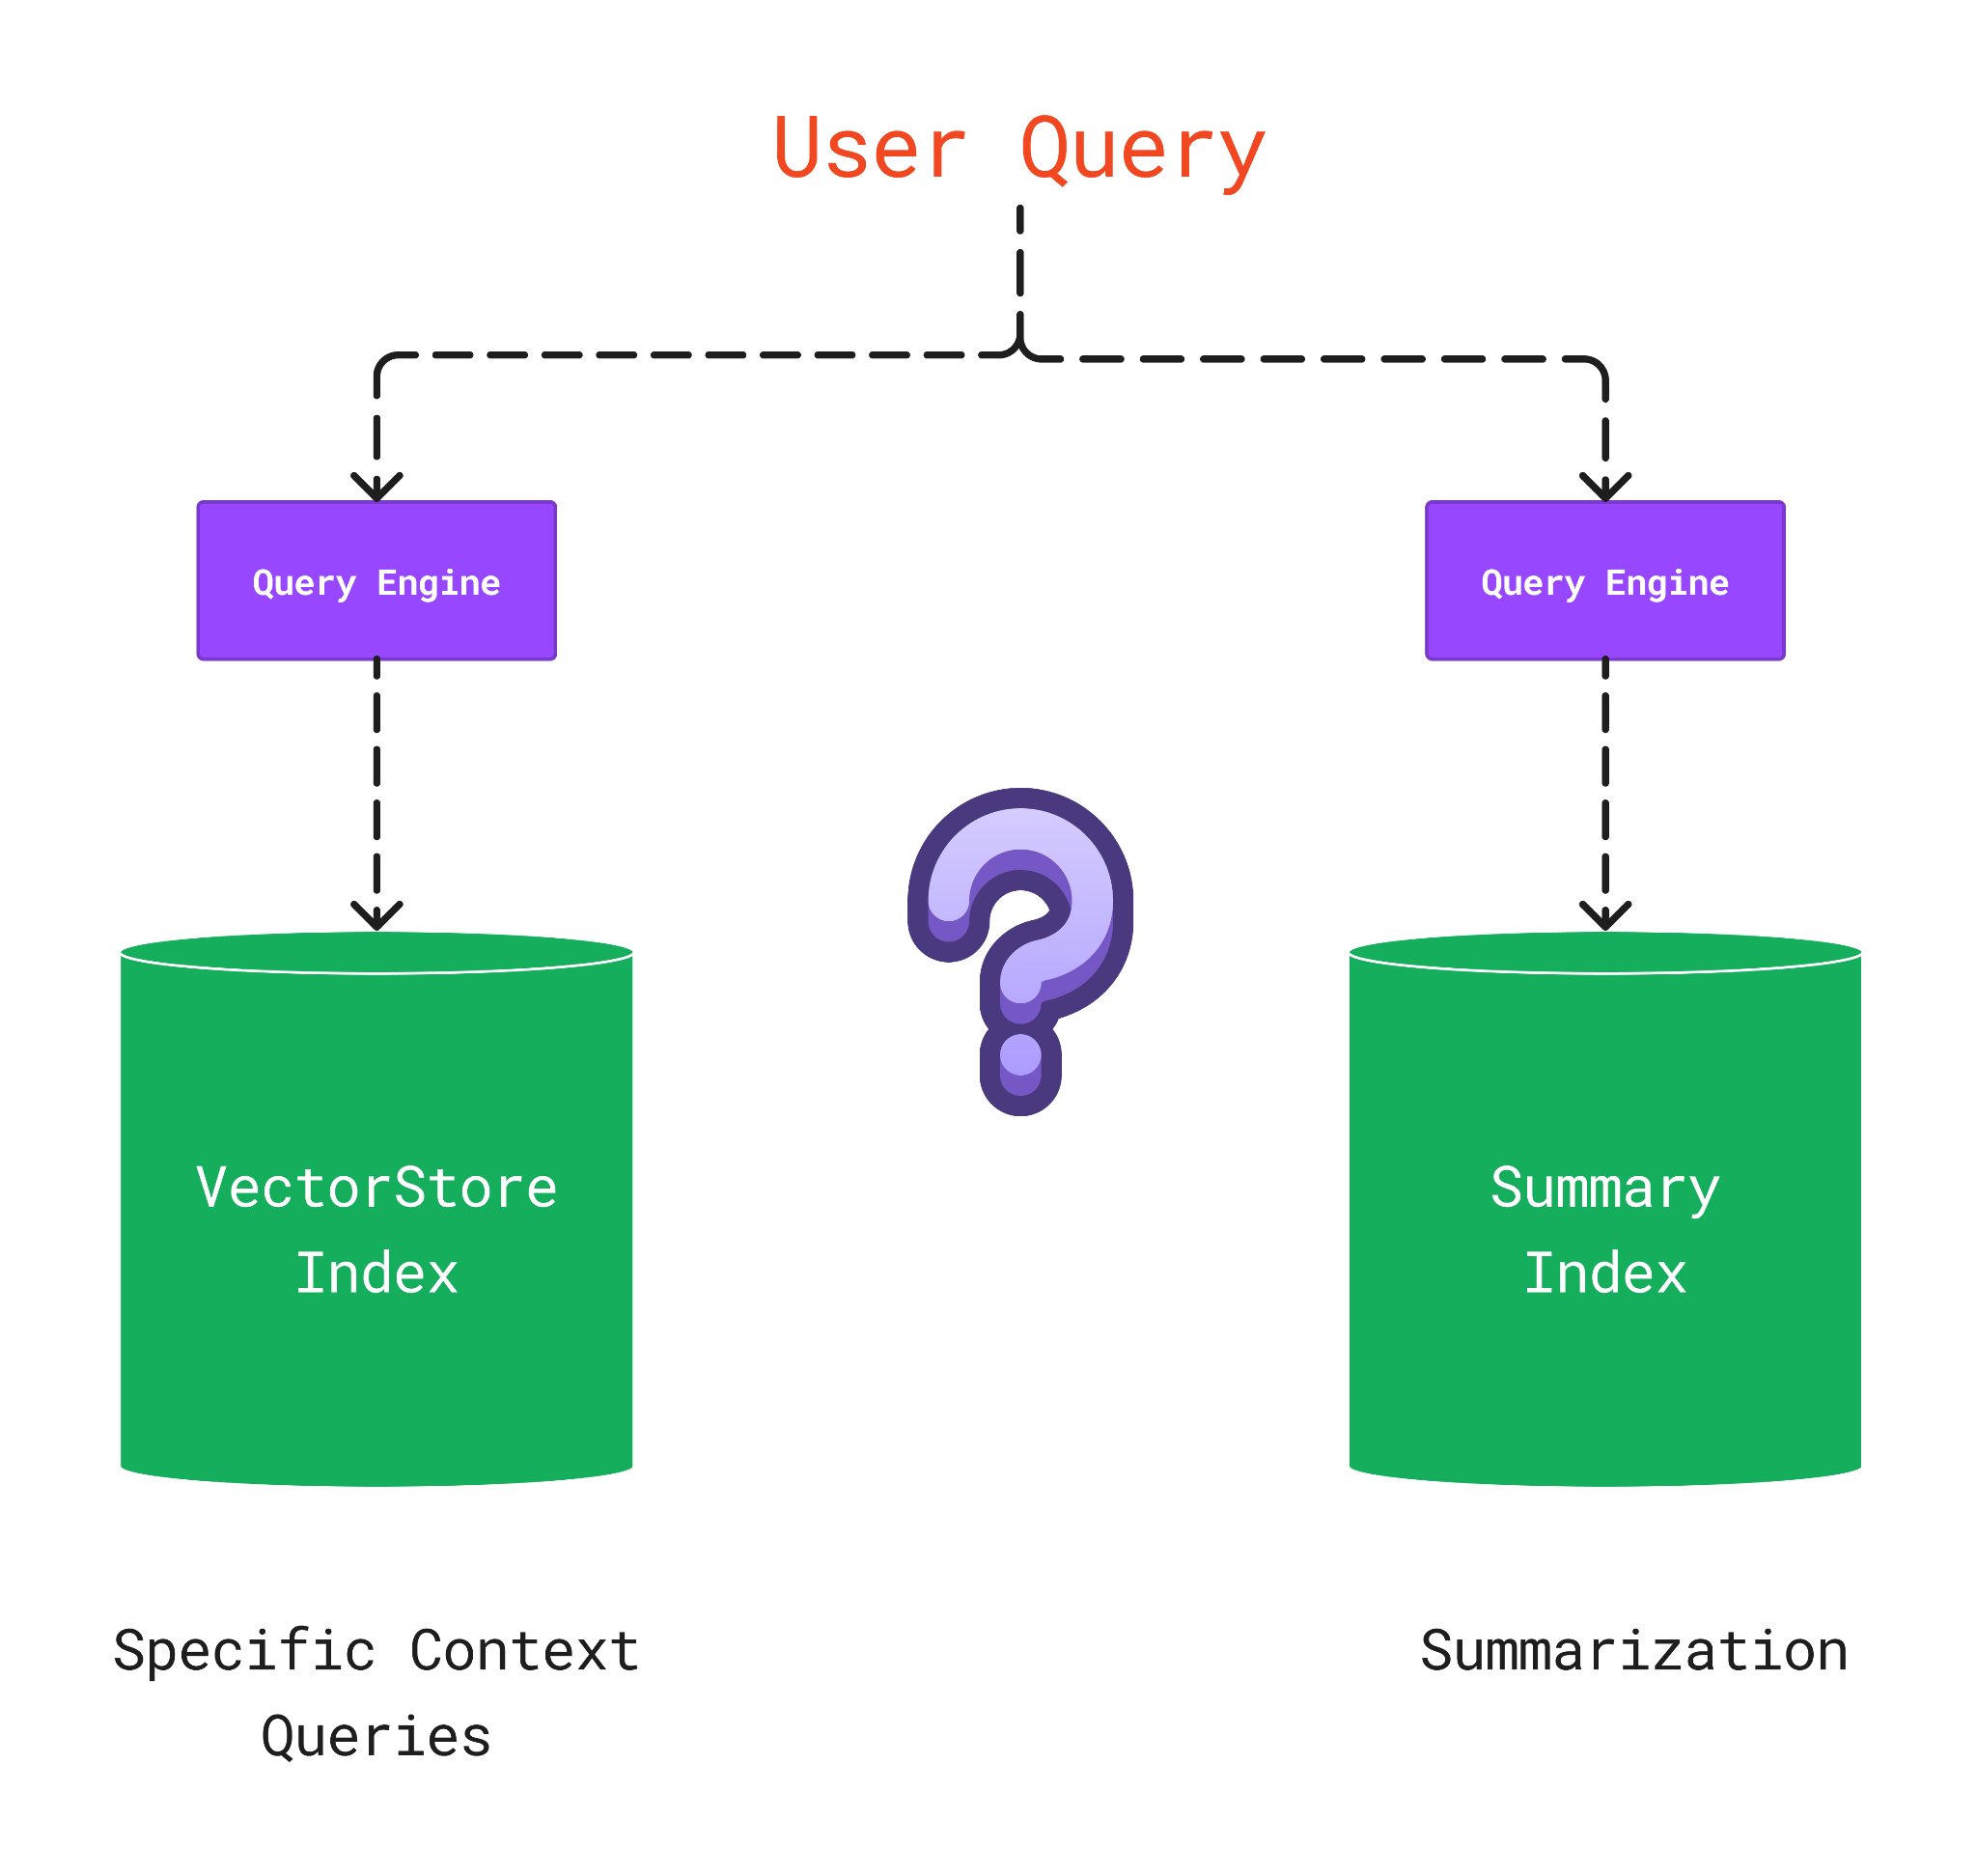 User Query
Query Engine
Query Engine
VectorStore
Index
Summary
Index
Specific Context
Queries
Summarization